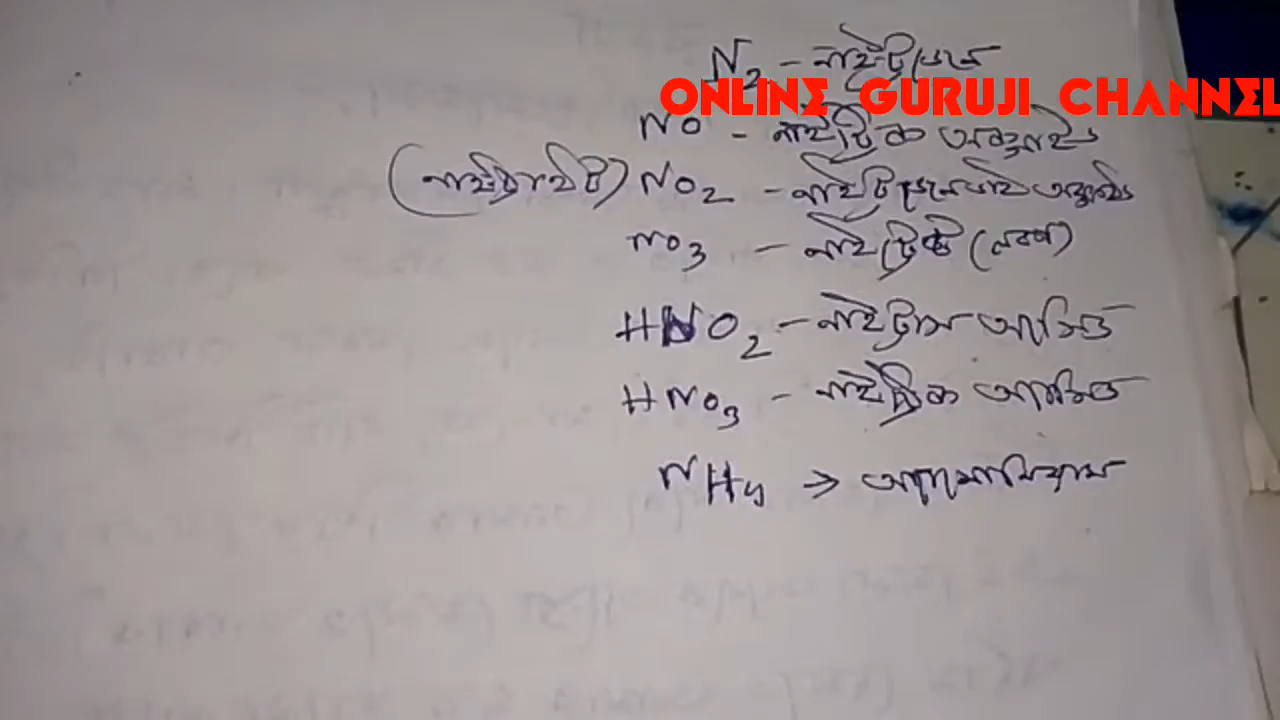 N2 - নাইট্রোজেন
ONLINE GURUJI CHANNEL
NO - নাইট্রিক অক্সাইড
(নাইট্রাইট) NO2 - নাইট্রোজেন ডাই অক্সাইড
NO3 - নাইট্রেট (লবণ)
HNO2 - নাইট্রাস অ্যাসিড
HNO3 - নাইট্রিক অ্যাসিড
NH4 → অ্যামোনিয়াম